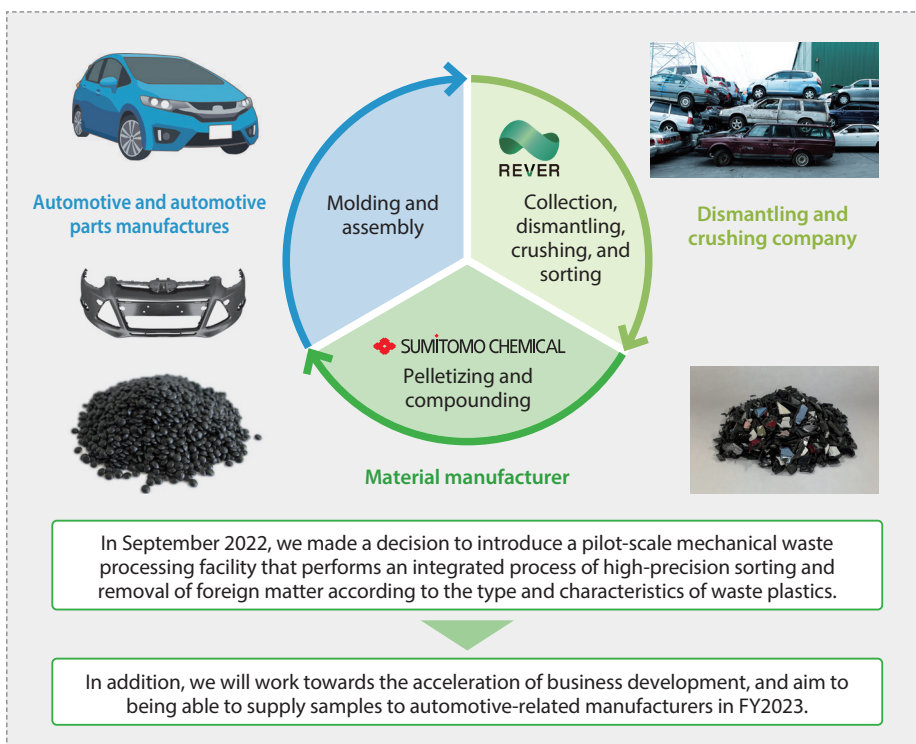 Automotive and automotive
parts manufactures
Molding and
assembly
REVER
Collection,
dismantling,
crushing, and
sorting
Dismantling and
crushing company
SUMİTOMO CHEMICAL
Pelletizing and
compounding
Material manufacturer
In September 2022, we made a decision to introduce a pilot-scale mechanical waste
processing facility that performs an integrated process of high-precision sorting and
removal of foreign matter according to the type and characteristics of waste plastics.
In addition, we will work towards the acceleration of business development, and aim to
being able to supply samples to automotive-related manufacturers in FY2023.